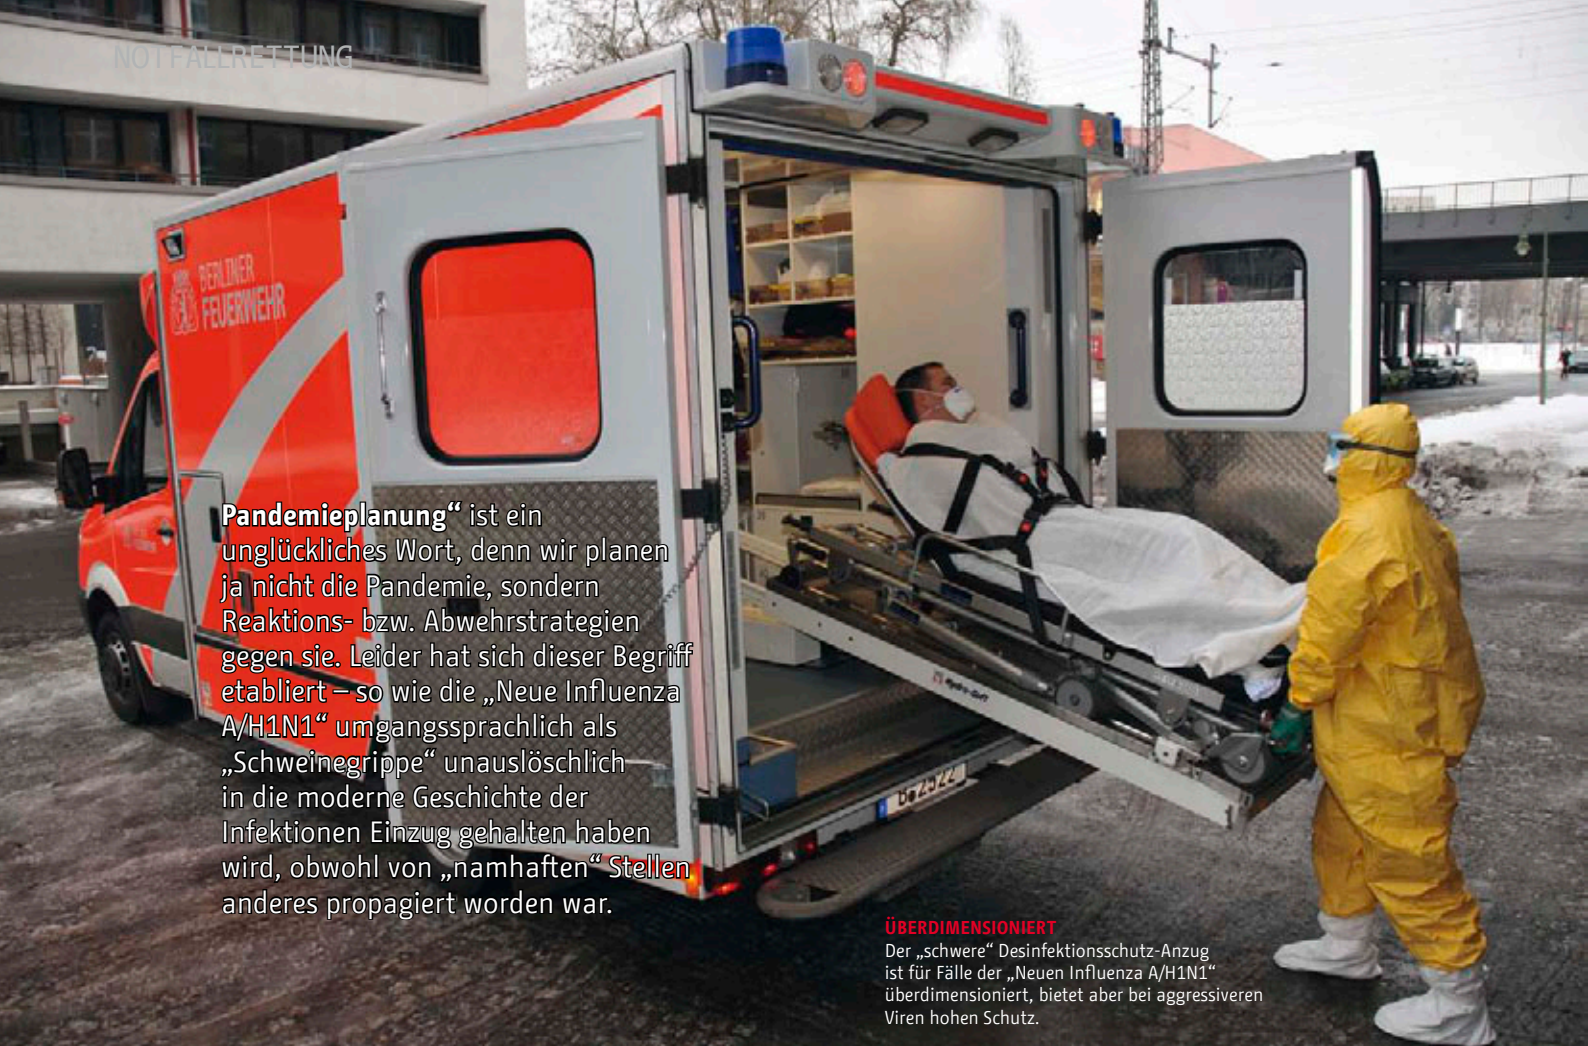 NOTFALLRETTUNG
BERLINER
FEUERWEHR
Pandemieplanung“ ist ein
unglückliches Wort, denn wir planen
ja nicht die Pandemie, sondern
Reaktions- bzw. Abwehrstrategien
gegen sie. Leider hat sich dieser Begriff
etabliert – so wie die „Neue Influenza
A/H1N1“ umgangssprachlich als
„Schweinegrippe“ unauslöschlich
in die moderne Geschichte der
Infektionen Einzug gehalten haben
wird, obwohl von „namhaften“ Stellen
anderes propagiert worden war.
B 2522
ÜBERDIMENSIONIERT
Der „schwere“ Desinfektionsschutz-Anzug
ist für Fälle der „Neuen Influenza A/H1N1“
überdimensioniert, bietet aber bei aggressiveren
Viren hohen Schutz.